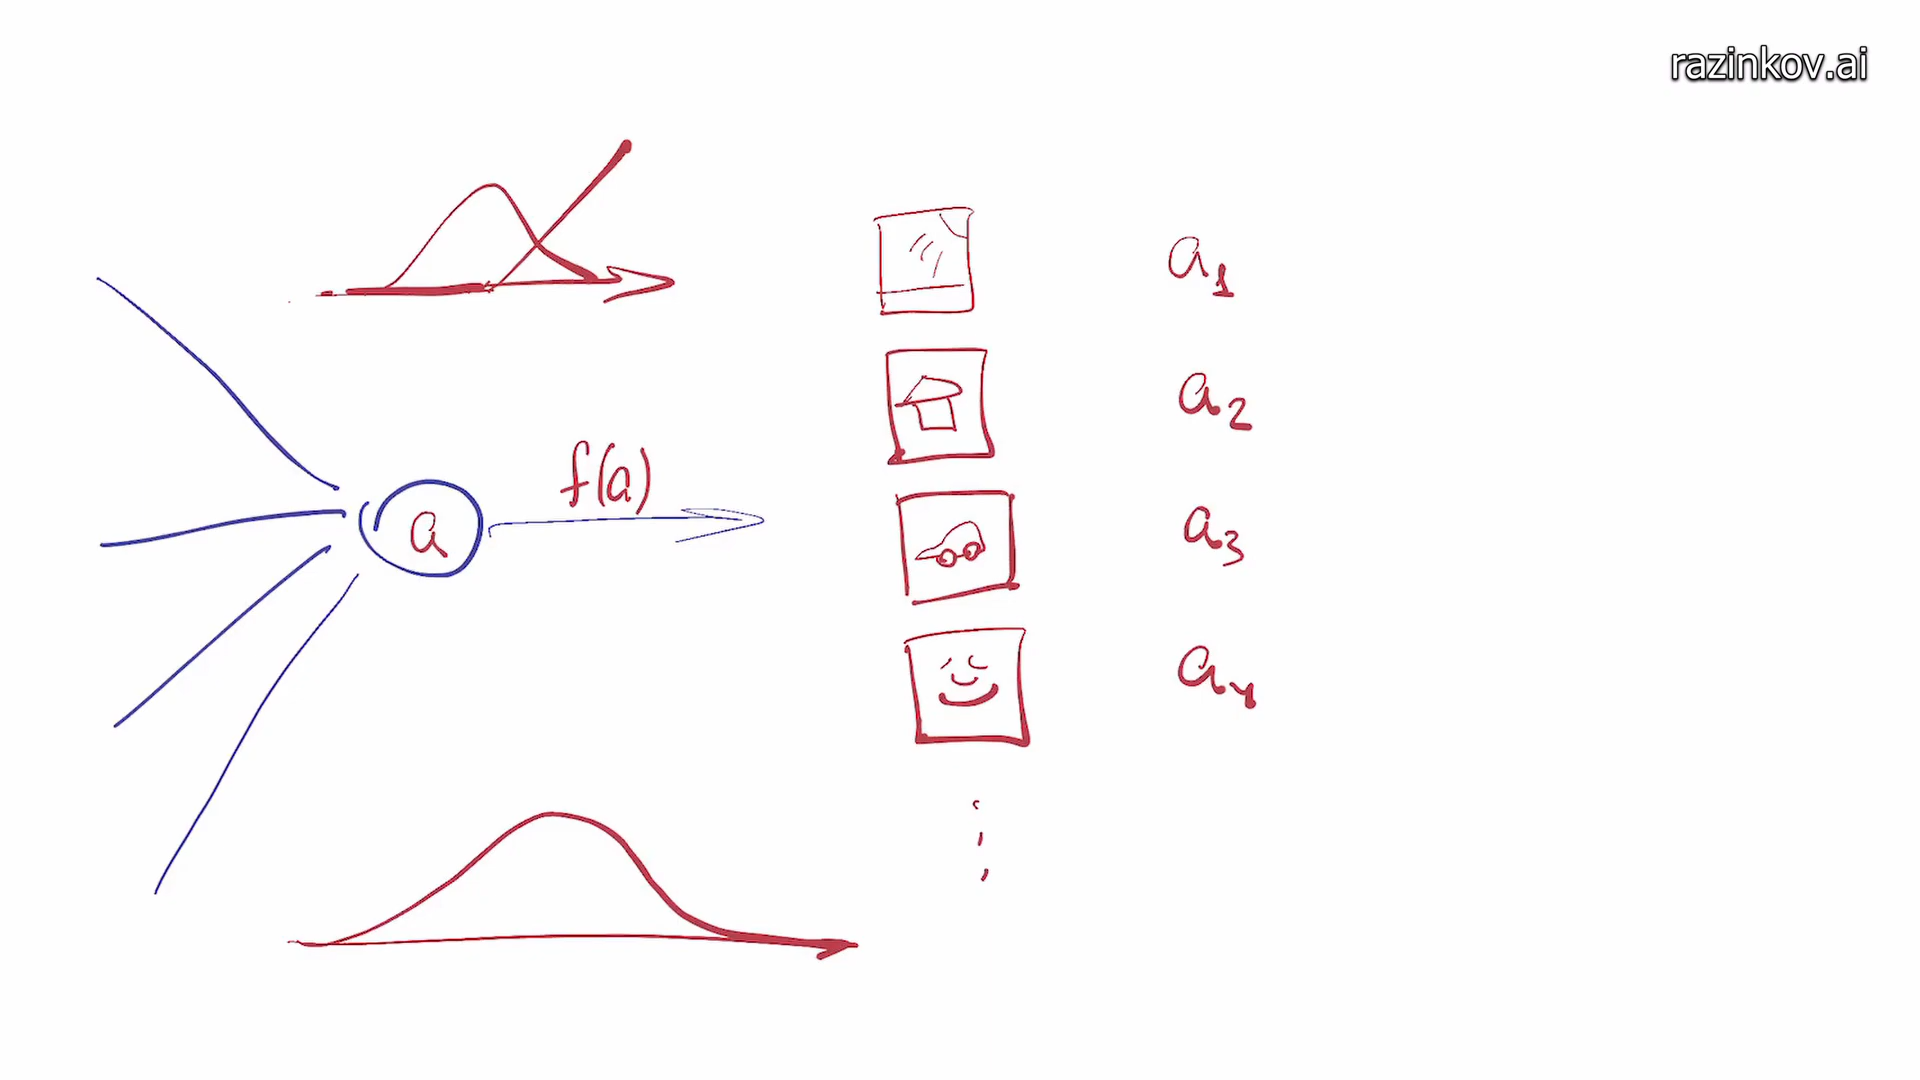 razinkov.ai
f(a)
a
a₁
a₂
a₃
a₄